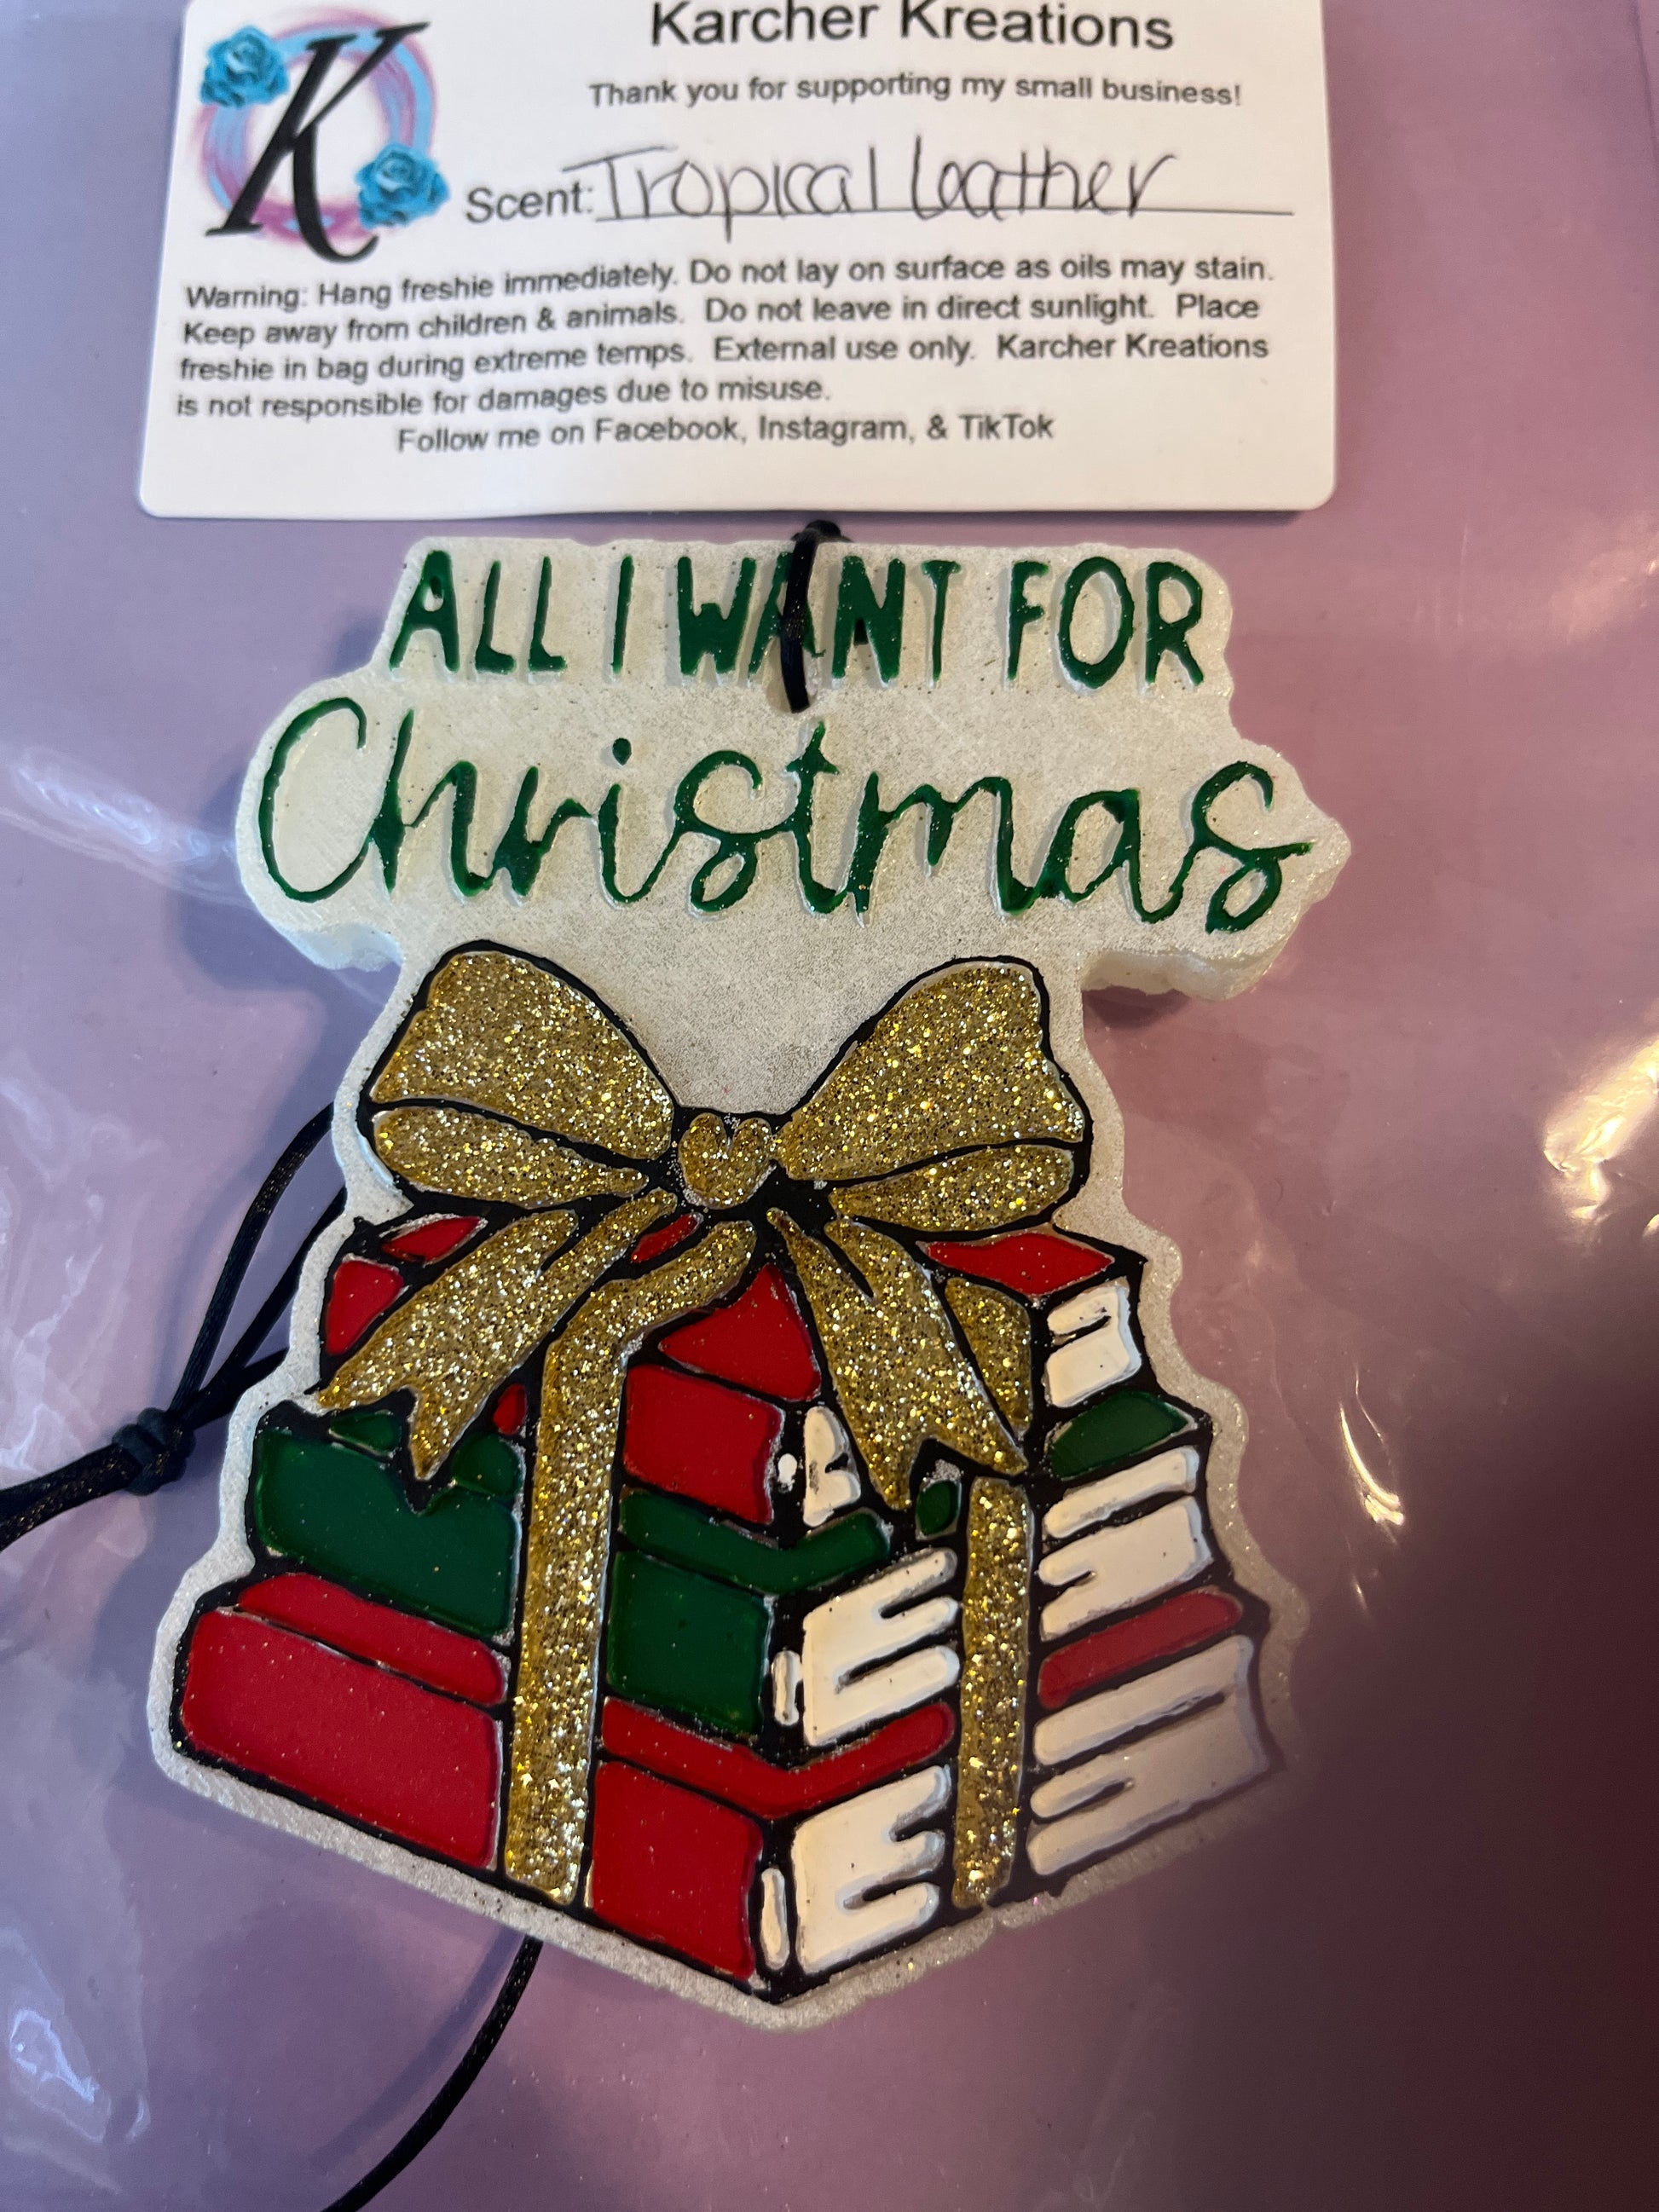 Karcher Kreations
Thank you for supporting my small business!
K
Scent: Tropical leather
Warning: Hang freshie immediately. Do not lay on surface as oils may stain.
Keep away from children & animals. Do not leave in direct sunlight. Place
freshie in bag during extreme temps. External use only. Karcher Kreations
is not responsible for damages due to misuse.
Follow me on Facebook, Instagram, & TikTok
ALL I WANT FOR
Christmas